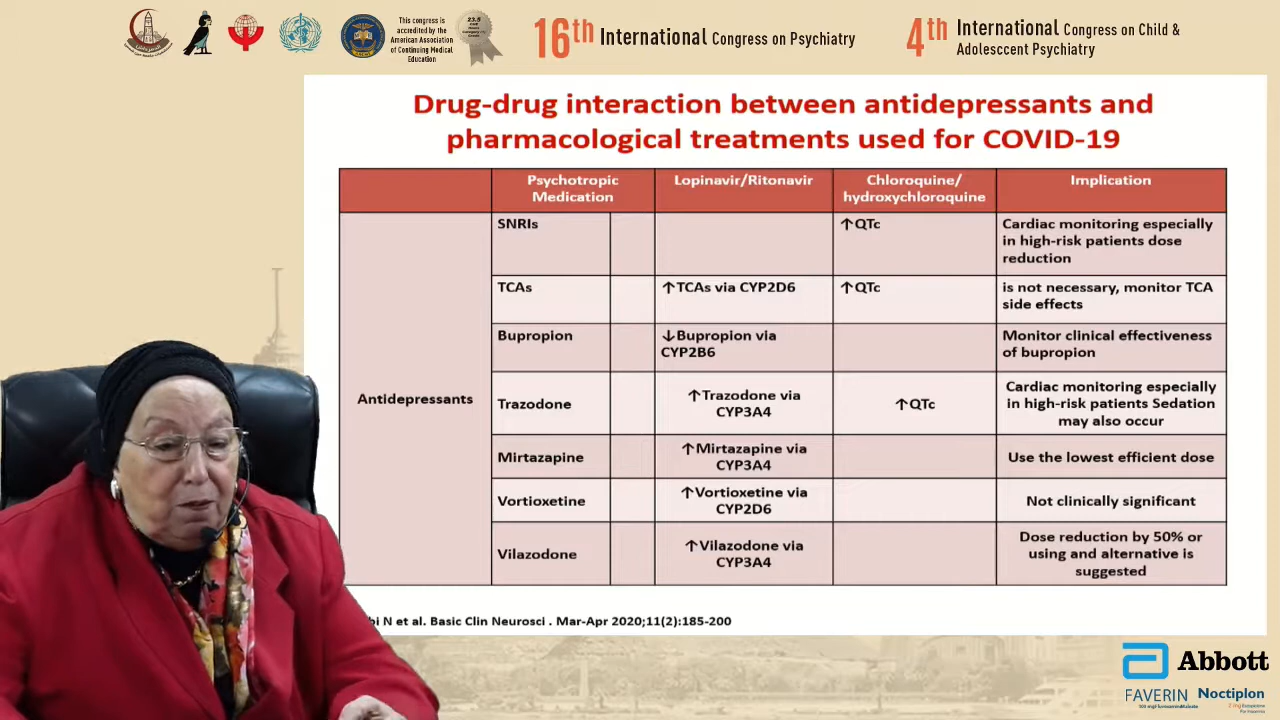 This congress is
accredited by the
American Association
of Continuing Medical
Education
23.5
16th International Congress on Psychiatry
4th International Congress on Child &
Adolesccent Psychiatry
Drug-drug interaction between antidepressants and
pharmacological treatments used for COVID-19
Psychotropic
Medication
Lopinavir/Ritonavir
Chloroquine/
hydroxychloroquine
Implication
Antidepressants
SNRIs
↑QTc
Cardiac monitoring especially
in high-risk patients dose
reduction
TCAs
↑TCAs via CYP2D6
↑QTc
is not necessary, monitor TCA
side effects
Bupropion
↓Bupropion via
CYP2B6
Monitor clinical effectiveness
of bupropion
Trazodone
↑Trazodone via
CYP3A4
↑QTc
Cardiac monitoring especially
in high-risk patients Sedation
may also occur
Mirtazapine
↑Mirtazapine via
CYP3A4
Use the lowest efficient dose
Vortioxetine
↑Vortioxetine via
CYP2D6
Not clinically significant
Vilazodone
↑Vilazodone via
CYP3A4
Dose reduction by 50% or
using and alternative is
suggested
N et al. Basic Clin Neurosci . Mar-Apr 2020;11(2):185-200
Abbott
FAVERIN
Noctiplon